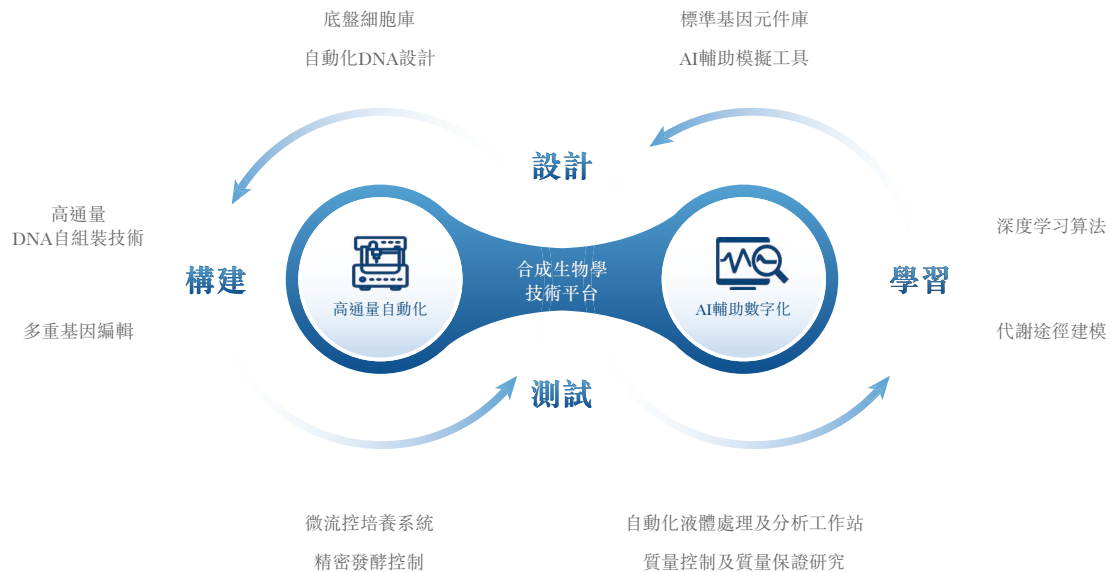 底盤細胞庫
自動化DNA設計
標準基因元件庫
AI輔助模擬工具
設計
高通量
DNA自組裝技術
構建
多重基因編輯
高通量自動化
合成生物學
技術平台
AI輔助數字化
學習
深度学习算法
代謝途徑建模
測試
微流控培養系統
精密發酵控制
自動化液體處理及分析工作站
質量控制及質量保證研究